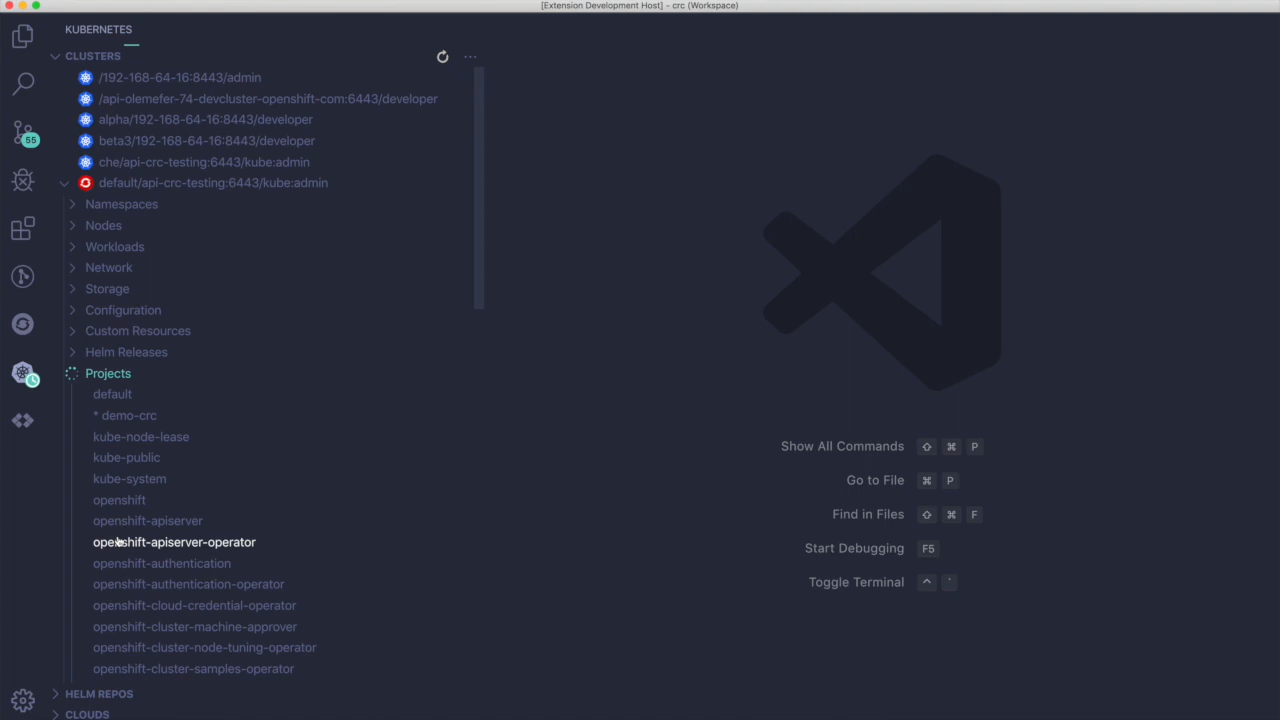 [Extension Development Host] - crc (Workspace)
KUBERNETES
CLUSTERS
/192-168-64-16:8443/admin
/api-olemefer-74-devcluster-openshift-com:6443/developer
alpha/192-168-64-16:8443/developer
55
beta3/192-168-64-16:8443/developer
che/api-crc-testing:6443/kube:admin
default/api-crc-testing:6443/kube:admin
Namespaces
Nodes
Workloads
Network
Storage
Configuration
Custom Resources
Helm Releases
Projects
default
* demo-crc
kube-node-lease
kube-public
kube-system
openshift
openshift-apiserver
openshift-apiserver-operator
openshift-authentication
openshift-authentication-operator
openshift-cloud-credential-operator
openshift-cluster-machine-approver
openshift-cluster-node-tuning-operator
openshift-cluster-samples-operator
HELM REPOS
CLOUDS
Show All Commands ⇧ ⌘ P
Go to File ⌘ P
Find in Files ⇧ ⌘ F
Start Debugging F5
Toggle Terminal ^ `